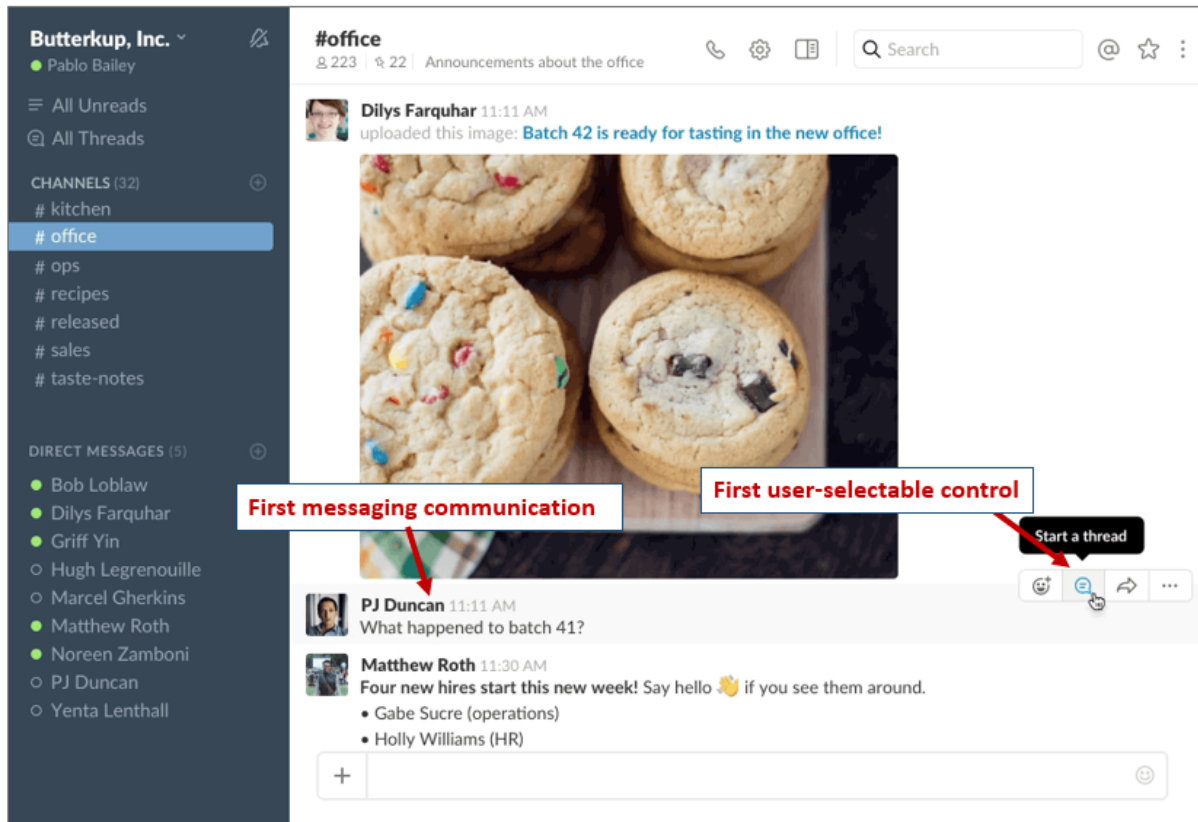 Butterkup, Inc.
Pablo Bailey
All Unreads
All Threads
CHANNELS (32)
# kitchen
# office
# ops
# recipes
# released
# sales
# taste-notes
DIRECT MESSAGES (5)
Bob Loblaw
Dilys Farquhar
Griff Yin
Hugh Legrenouille
Marcel Gherkins
Matthew Roth
Noreen Zamboni
PJ Duncan
Yenta Lenthall
#office
223 | 22 | Announcements about the office
Search
Dilys Farquhar 11:11 AM
uploaded this image: Batch 42 is ready for tasting in the new office!
First messaging communication
First user-selectable control
Start a thread
PJ Duncan 11:11 AM
What happened to batch 41?
Matthew Roth 11:30 AM
Four new hires start this new week! Say hello 👋 if you see them around.
• Gabe Sucre (operations)
• Holly Williams (HR)